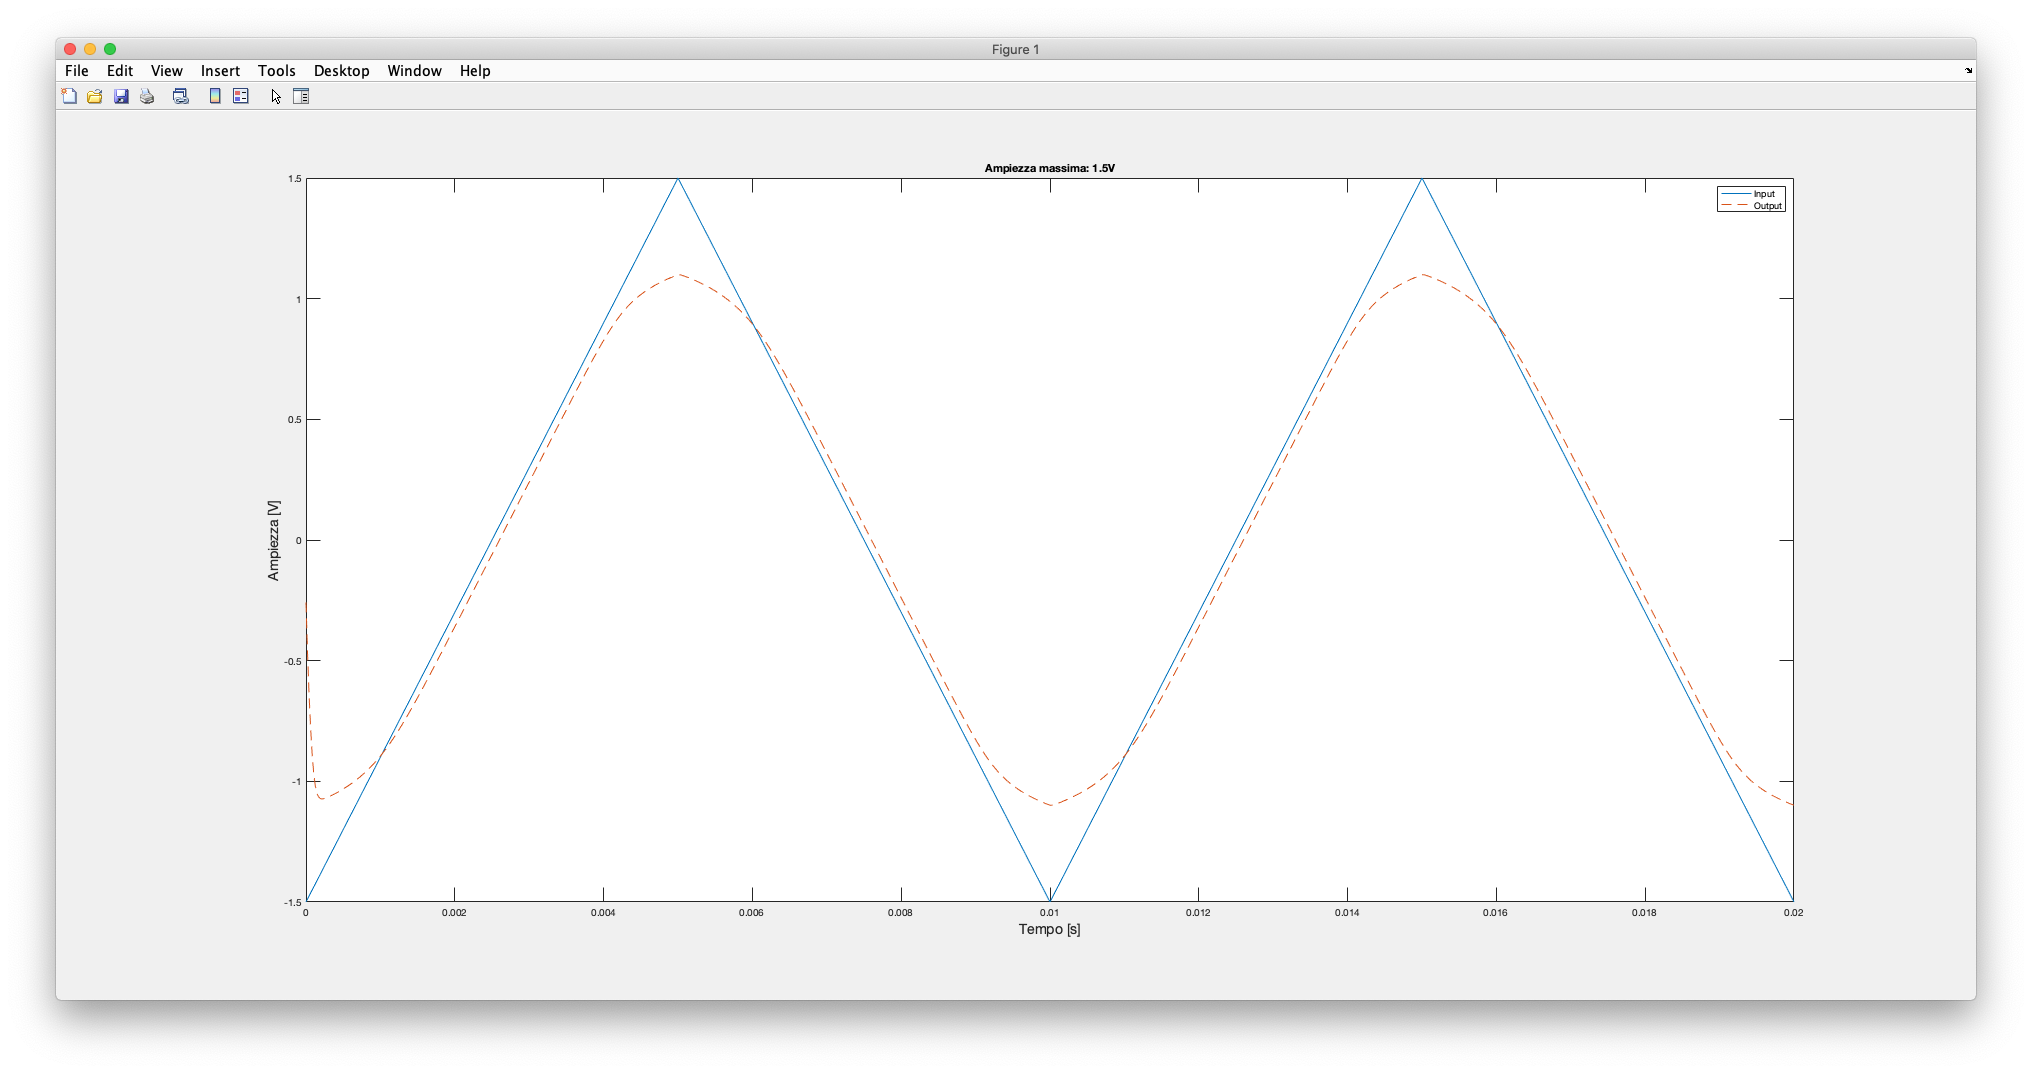 Figure 1
File Edit View Insert Tools Desktop Window Help
Ampiezza massima: 1.5V
Input
Output
1.5
1
0.5
0
-0.5
-1
-1.5
Ampiezza [V]
0 0.002 0.004 0.006 0.008 0.01 0.012 0.014 0.016 0.018 0.02
Tempo [s]